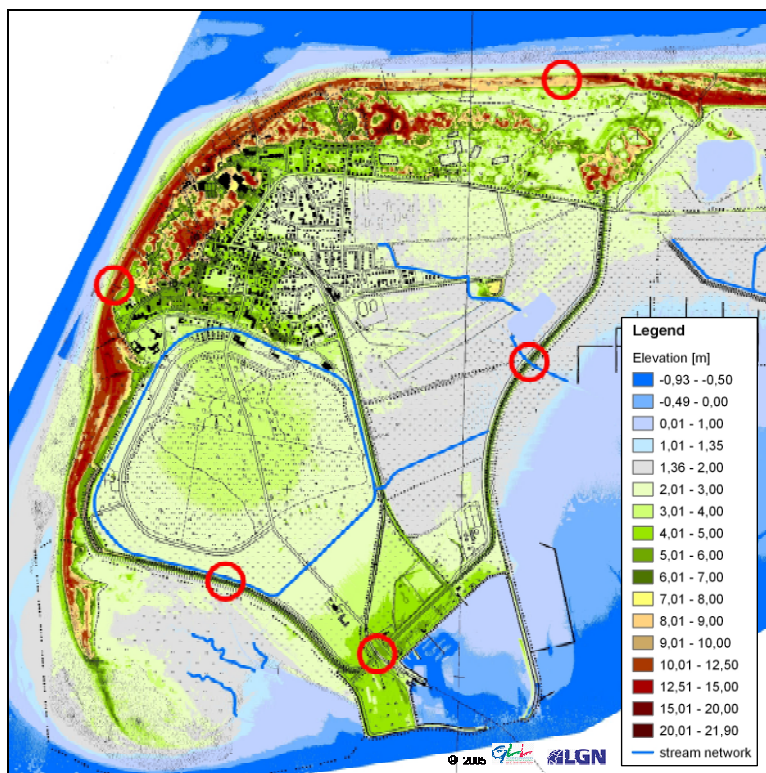 Legend
Elevation [m]
-0,93 - -0,50
-0,49 - 0,00
0,01 - 1,00
1,01 - 1,35
1,36 - 2,00
2,01 - 3,00
3,01 - 4,00
4,01 - 5,00
5,01 - 6,00
6,01 - 7,00
7,01 - 8,00
8,01 - 9,00
9,01 - 10,00
10,01 - 12,50
12,51 - 15,00
15,01 - 20,00
20,01 - 21,90
stream network
© 2005 GLL LGN